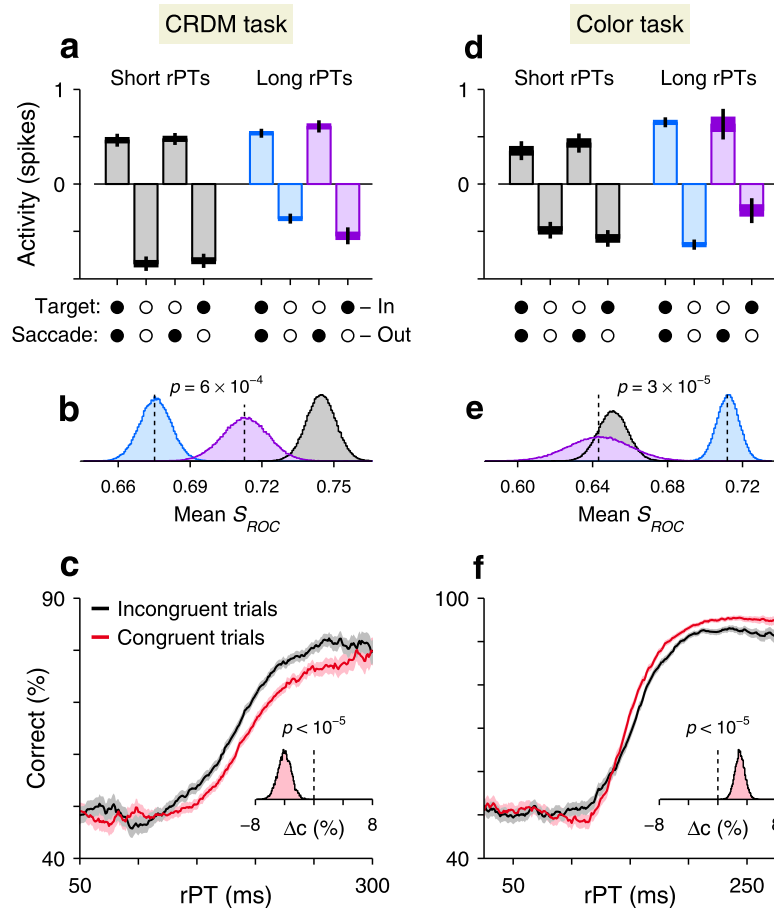 CRDM task
Color task
a
d
Short rPTs
Long rPTs
Short rPTs
Long rPTs
1
1
Activity (spikes)
0
0
Target:
– In
Saccade:
– Out
b
p = 6 × 10⁻⁴
e
p = 3 × 10⁻⁵
0.66
0.69
0.72
0.75
0.60
0.64
0.68
0.72
Mean S_ROC
Mean S_ROC
c
f
90
100
Incongruent trials
Congruent trials
Correct (%)
p < 10⁻⁵
p < 10⁻⁵
−8
Δc (%)
8
−8
Δc (%)
8
40
40
50
rPT (ms)
300
50
rPT (ms)
250